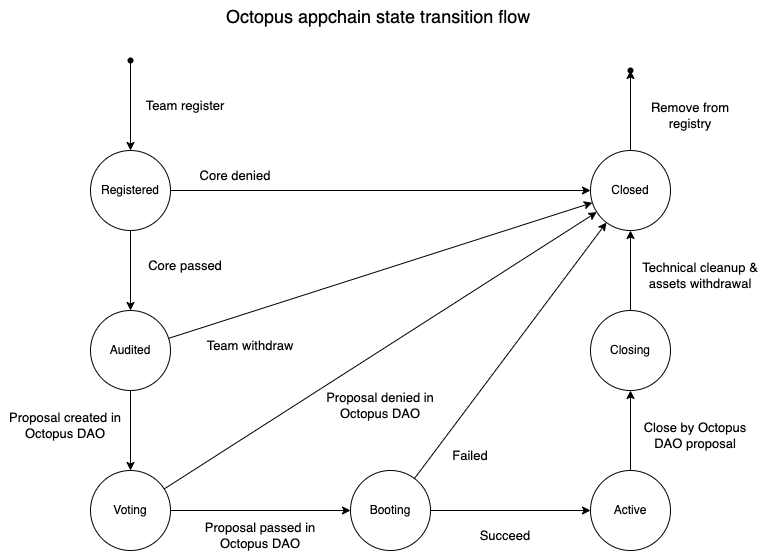 Octopus appchain state transition flow
Team register
Remove from
registry
Registered
Core denied
Closed
Core passed
Technical cleanup &
assets withdrawal
Audited
Team withdraw
Closing
Proposal created in
Octopus DAO
Proposal denied in
Octopus DAO
Close by Octopus
DAO proposal
Failed
Voting
Booting
Active
Proposal passed in
Octopus DAO
Succeed